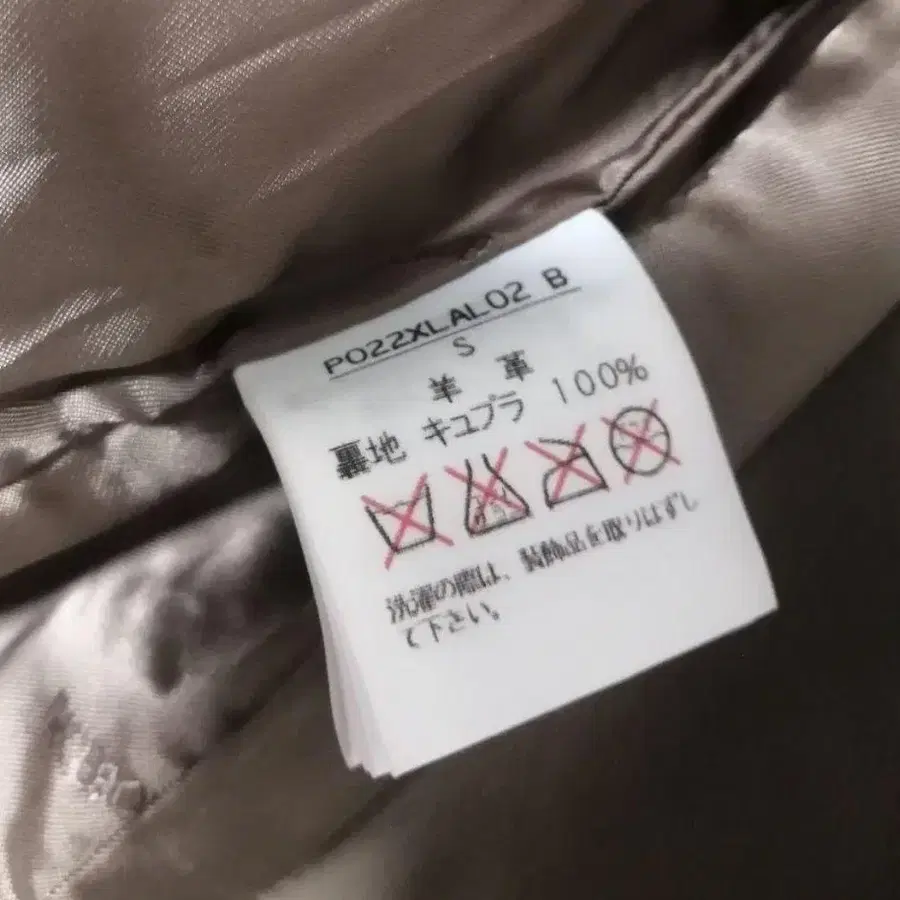 P022XLAL02 B
S
羊 革
裏地 キュプラ 100%
洗濯の際は、装飾品を取りはずし
て下さい。